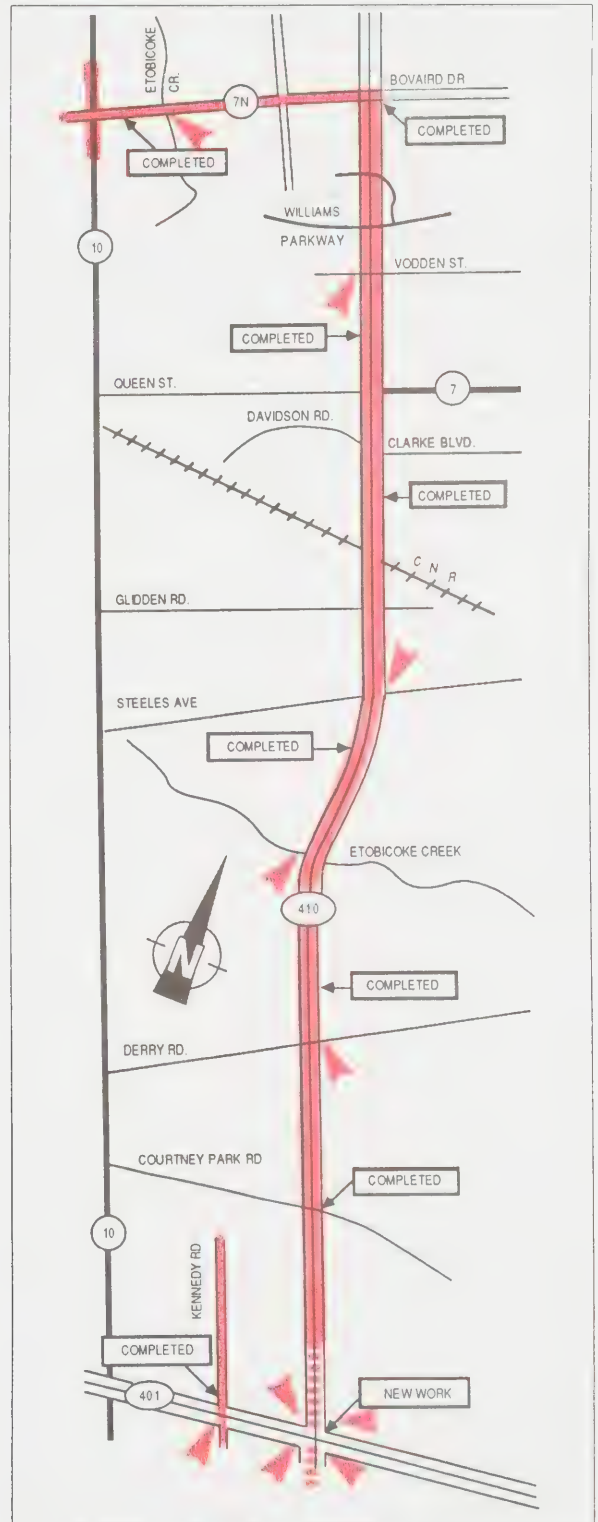 ETOBICOKE
CR.
7N
BOVAIRD DR
COMPLETED
COMPLETED
WILLIAMS
PARKWAY
10
VODDEN ST.
COMPLETED
QUEEN ST.
7
DAVIDSON RD.
CLARKE BLVD.
COMPLETED
C N R
GLIDDEN RD.
STEELES AVE
COMPLETED
ETOBICOKE CREEK
410
N
COMPLETED
DERRY RD.
COURTNEY PARK RD
COMPLETED
10
KENNEDY RD
COMPLETED
401
NEW WORK